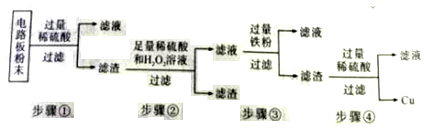 电路板粉末
过量
稀硫酸
过滤
滤液
滤渣
步骤①
足量稀硫酸
和H₂O₂溶液
过滤
滤液
滤渣
步骤②
过量
铁粉
过滤
滤液
滤渣
步骤③
过量
稀硫酸
过滤
滤液
Cu
步骤④